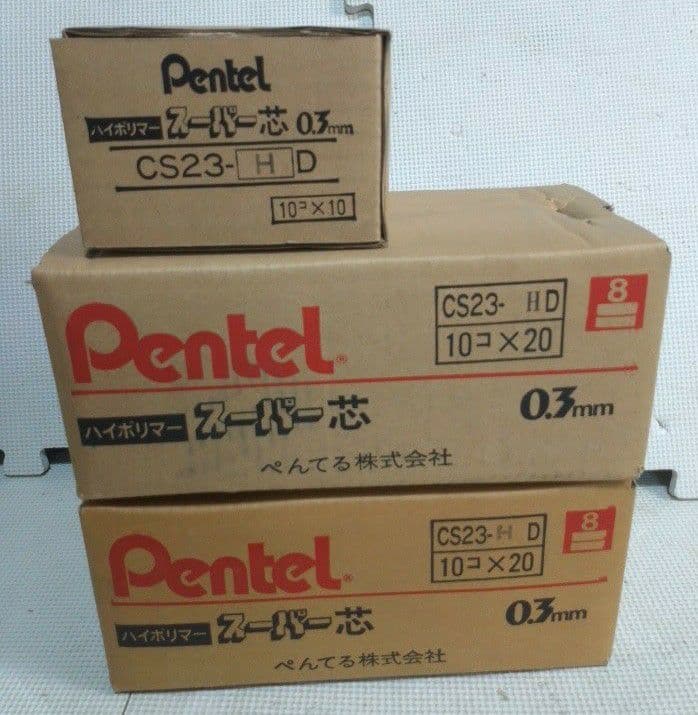 Pentel
ハイポリマー スーパー芯 0.3mm
CS23-HD
10コ×10
Pentel®
CS23- HD
10コ×20
8
ハイポリマー スーパー芯 0.3mm
ぺんてる株式会社
Pentel®
CS23-H D
10コ×20
8
ハイポリマー スーパー芯 0.3mm
ぺんてる株式会社